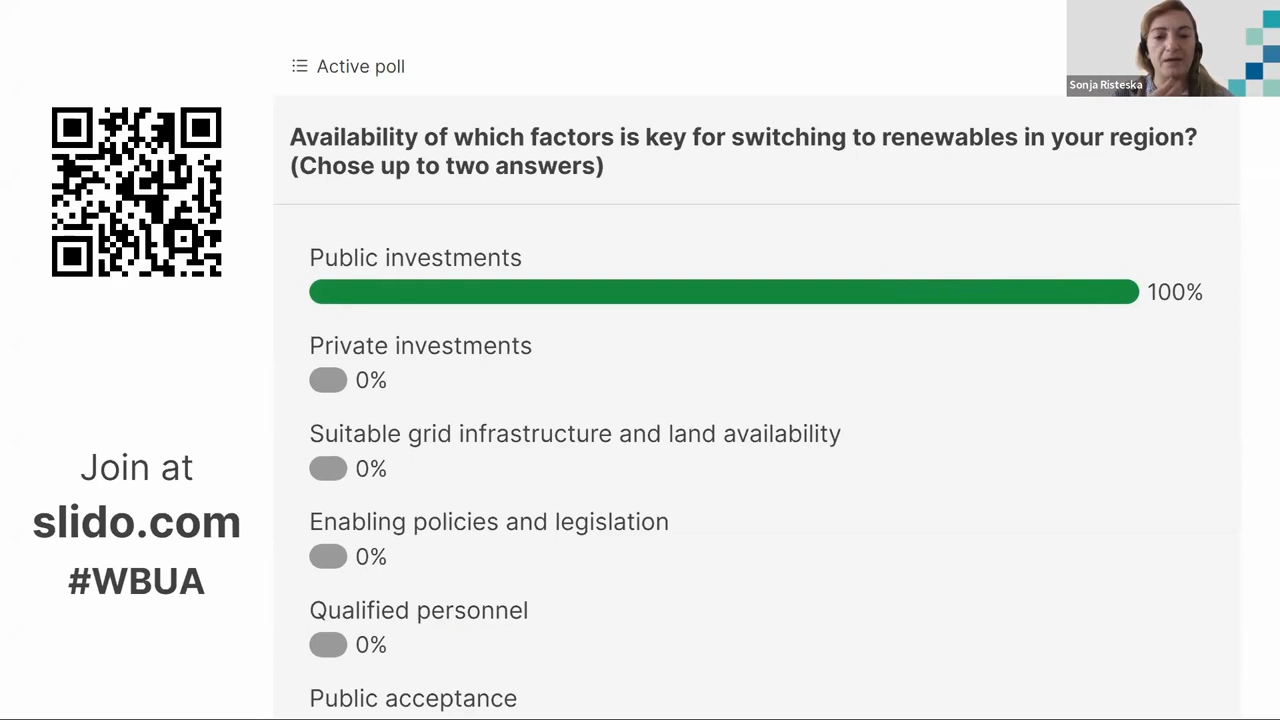 Active poll
Sonja Risteska
Availability of which factors is key for switching to renewables in your region?
(Chose up to two answers)
Public investments
100%
Private investments
0%
Suitable grid infrastructure and land availability
0%
Enabling policies and legislation
0%
Qualified personnel
0%
Public acceptance
Join at
slido.com
#WBUA